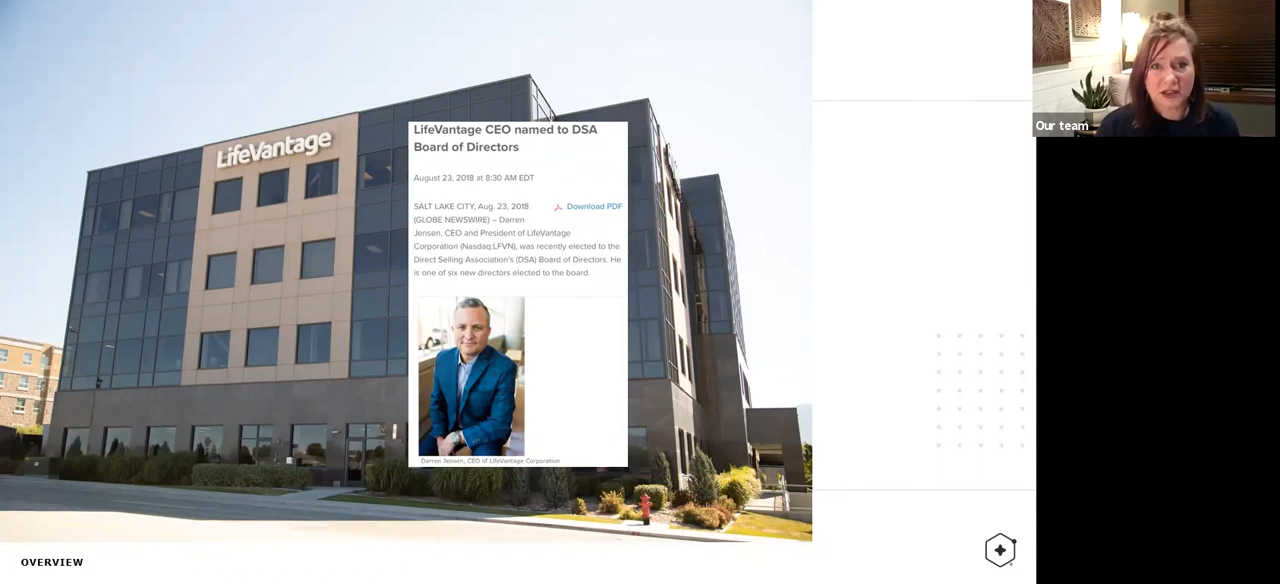 LifeVantage
LifeVantage CEO named to DSA
Board of Directors
August 23, 2018 at 8:30 AM EDT
SALT LAKE CITY, Aug. 23, 2018
Download PDF
(GLOBE NEWSWIRE) -- Darren
Jensen, CEO and President of LifeVantage
Corporation (Nasdaq:LFVN), was recently elected to the
Direct Selling Association's (DSA) Board of Directors. He
is one of six new directors elected to the board.
Darren Jensen, CEO of LifeVantage Corporation
OVERVIEW
Our team